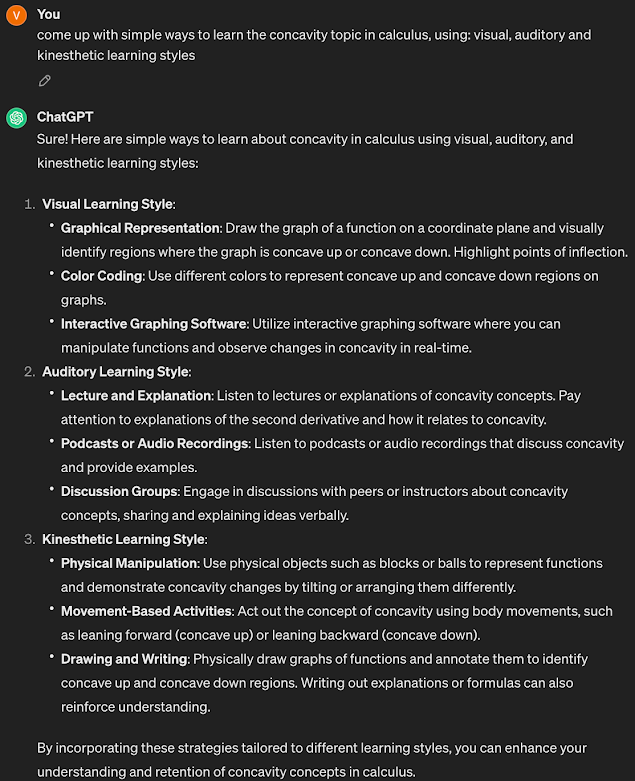 V
You
come up with simple ways to learn the concavity topic in calculus, using: visual, auditory and
kinesthetic learning styles
ChatGPT
Sure! Here are simple ways to learn about concavity in calculus using visual, auditory, and
kinesthetic learning styles:
1. Visual Learning Style:
• Graphical Representation: Draw the graph of a function on a coordinate plane and visually
identify regions where the graph is concave up or concave down. Highlight points of inflection.
• Color Coding: Use different colors to represent concave up and concave down regions on
graphs.
• Interactive Graphing Software: Utilize interactive graphing software where you can
manipulate functions and observe changes in concavity in real-time.
2. Auditory Learning Style:
• Lecture and Explanation: Listen to lectures or explanations of concavity concepts. Pay
attention to explanations of the second derivative and how it relates to concavity.
• Podcasts or Audio Recordings: Listen to podcasts or audio recordings that discuss concavity
and provide examples.
• Discussion Groups: Engage in discussions with peers or instructors about concavity
concepts, sharing and explaining ideas verbally.
3. Kinesthetic Learning Style:
• Physical Manipulation: Use physical objects such as blocks or balls to represent functions
and demonstrate concavity changes by tilting or arranging them differently.
• Movement-Based Activities: Act out the concept of concavity using body movements, such
as leaning forward (concave up) or leaning backward (concave down).
• Drawing and Writing: Physically draw graphs of functions and annotate them to identify
concave up and concave down regions. Writing out explanations or formulas can also
reinforce understanding.
By incorporating these strategies tailored to different learning styles, you can enhance your
understanding and retention of concavity concepts in calculus.